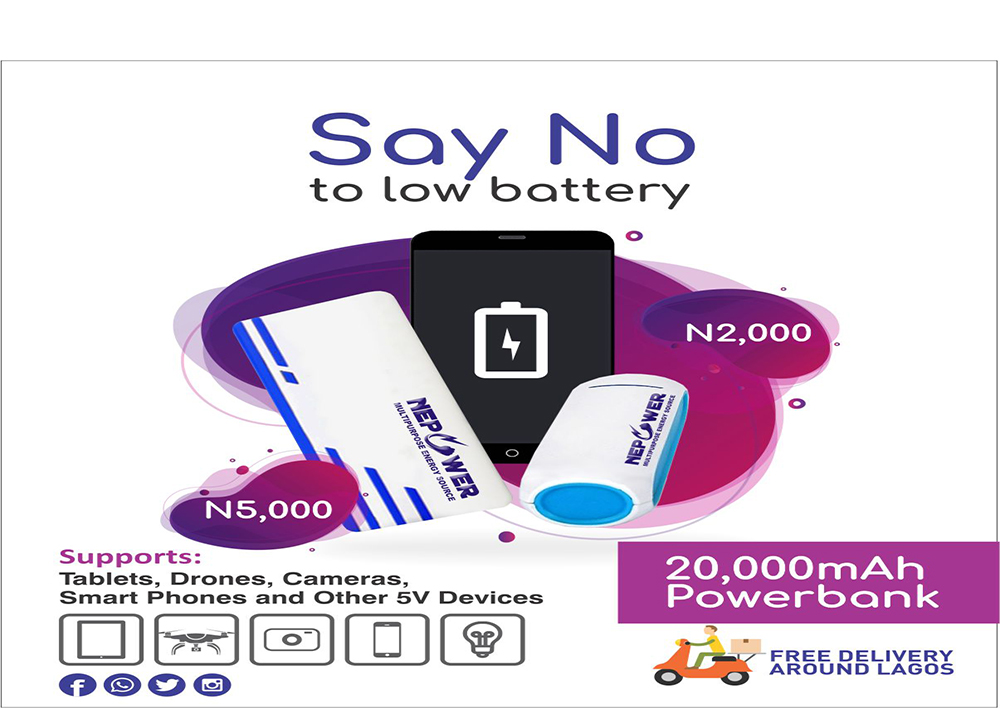 Say No
to low battery
N2,000
NEPOWER
MULTIPURPOSE ENERGY SOURCE
NEPOWER
MULTIPURPOSE ENERGY SOURCE
N5,000
Supports:
Tablets, Drones, Cameras,
Smart Phones and Other 5V Devices
20,000mAh
Powerbank
FREE DELIVERY
AROUND LAGOS